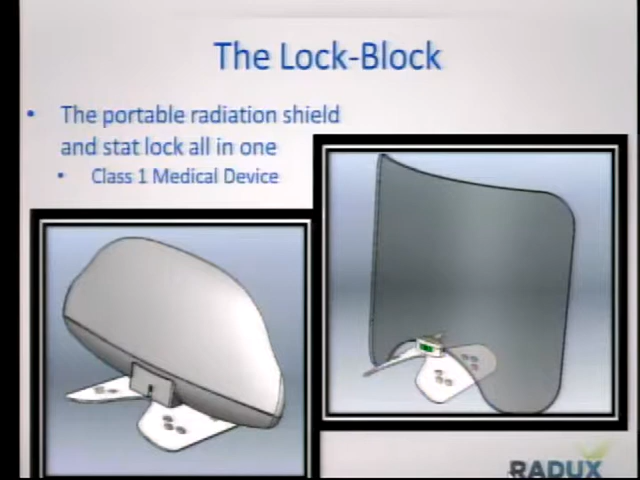 The Lock-Block
• The portable radiation shield
and stat lock all in one
• Class 1 Medical Device
RADUX